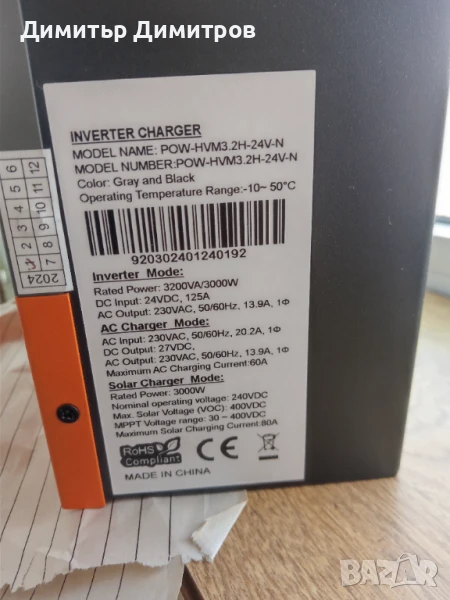 Димитър Димитров
INVERTER CHARGER
MODEL NAME: POW-HVM3.2H-24V-N
MODEL NUMBER:POW-HVM3.2H-24V-N
Color: Gray and Black
Operating Temperature Range:-10~ 50°C
920302401240192
Inverter Mode:
Rated Power: 3200VA/3000W
DC Input: 24VDC, 125A
AC Output: 230VAC, 50/60Hz, 13.9A, 1Φ
AC Charger Mode:
AC Input: 230VAC, 50/60Hz, 20.2A, 1Φ
DC Output: 27VDC,
AC Output: 230VAC, 50/60Hz, 13.9A, 1Φ
Maximum AC Charging Current:60A
Solar Charger Mode:
Rated Power: 3000W
Nominal operating voltage: 240VDC
Max. Solar Voltage (VOC): 400VDC
MPPT Voltage range: 30 ~ 400VDC
Maximum Solar Charging Current:80A
RoHS
Compliant
CE
MADE IN CHINA
2024
2 3 4 5 6
7 8 9 10 11 12
BAZAR